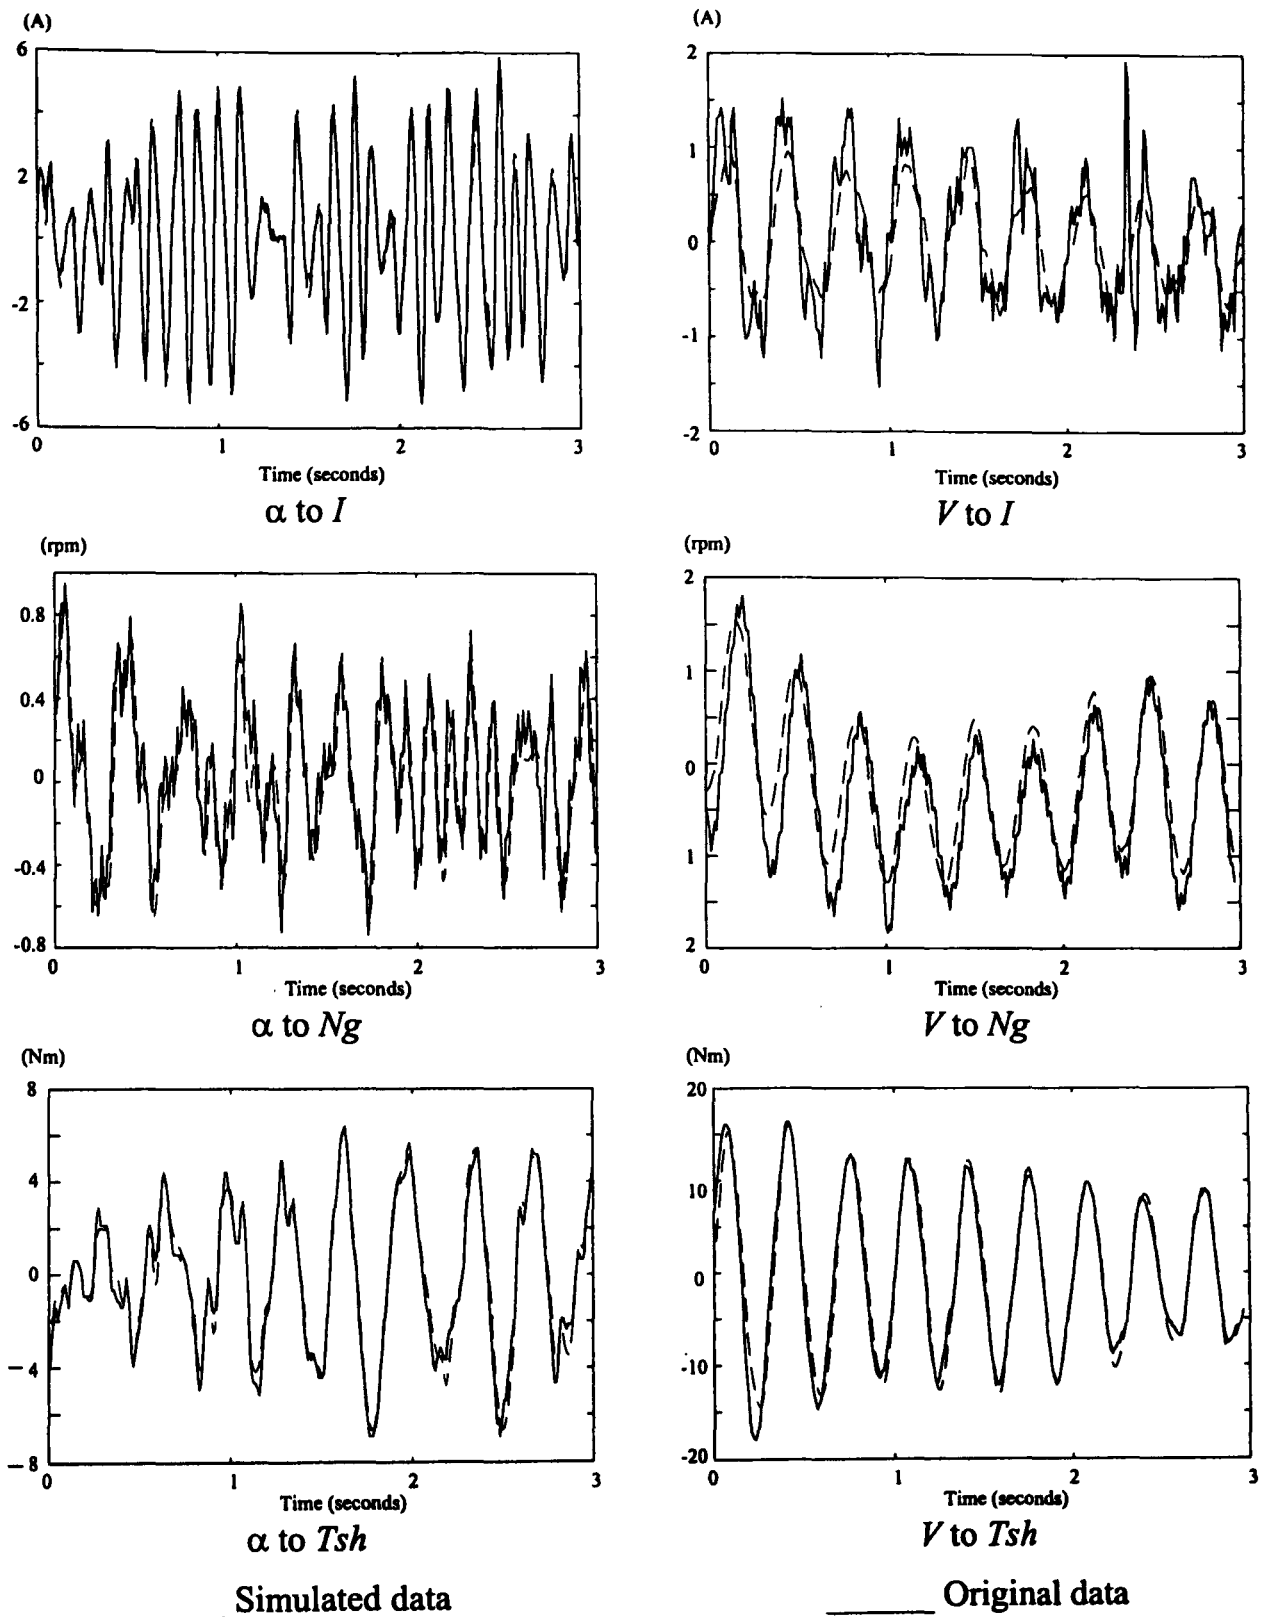 (A)
6
2
-2
-6
0 1 2 3
Time (seconds)
α to I
(A)
2
1
0
-1
-2
0 1 2 3
Time (seconds)
V to I
(rpm)
0.8
0.4
0
-0.4
-0.8
0 1 2 3
Time (seconds)
α to Ng
(rpm)
2
1
0
1
2
0 1 2 3
Time (seconds)
V to Ng
(Nm)
8
4
0
-4
-8
0 1 2 3
Time (seconds)
α to Tsh
(Nm)
20
10
0
-10
-20
0 1 2 3
Time (seconds)
V to Tsh
Simulated data
Original data